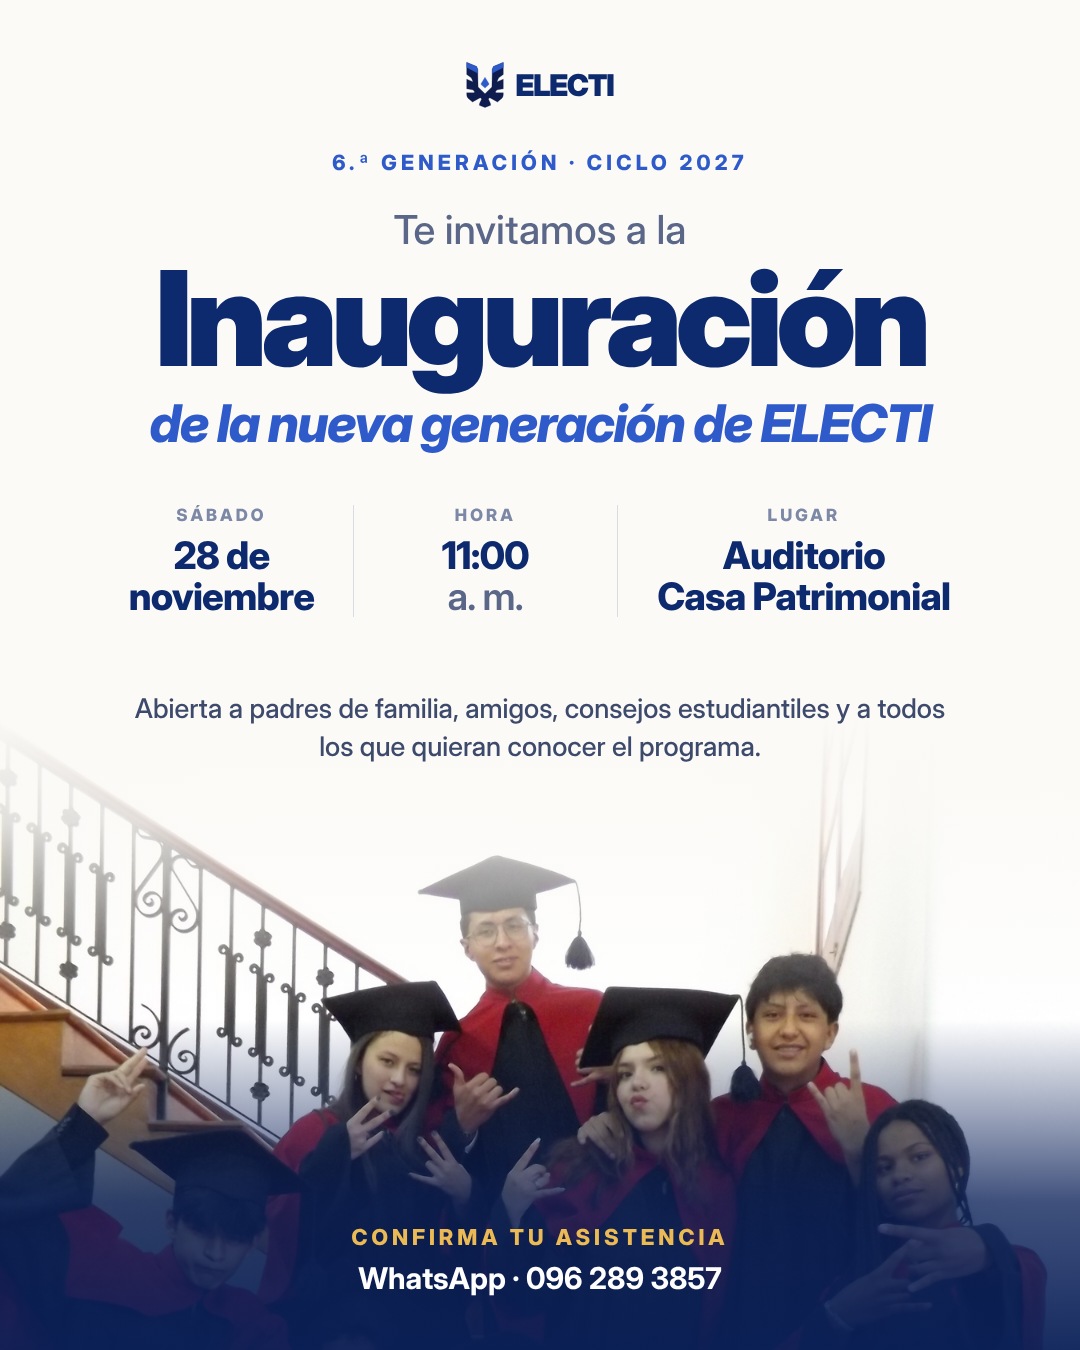 ELECTI
6.ª GENERACIÓN · CICLO 2027
Te invitamos a la
Inauguración
de la nueva generación de ELECTI
SÁBADO
28 de
noviembre
HORA
11:00
a. m.
LUGAR
Auditorio
Casa Patrimonial
Abierta a padres de familia, amigos, consejos estudiantiles y a todos
los que quieran conocer el programa.
CONFIRMA TU ASISTENCIA
WhatsApp · 096 289 3857